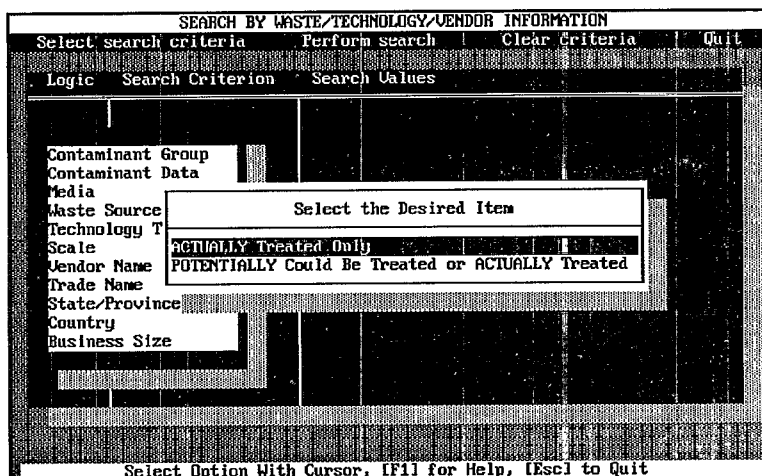 SEARCH BY WASTE/TECHNOLOGY/VENDOR INFORMATION
Select search criteria Perform search Clear Criteria Quit
Logic Search Criterion Search Values
Contaminant Group
Contaminant Data
Media
Waste Source
Technology T
Scale
Vendor Name
Trade Name
State/Province
Country
Business Size
Select the Desired Item
ACTUALLY Treated Only
POTENTIALLY Could Be Treated or ACTUALLY Treated
Select Option With Cursor, [F1] for Help, [Esc] to Quit